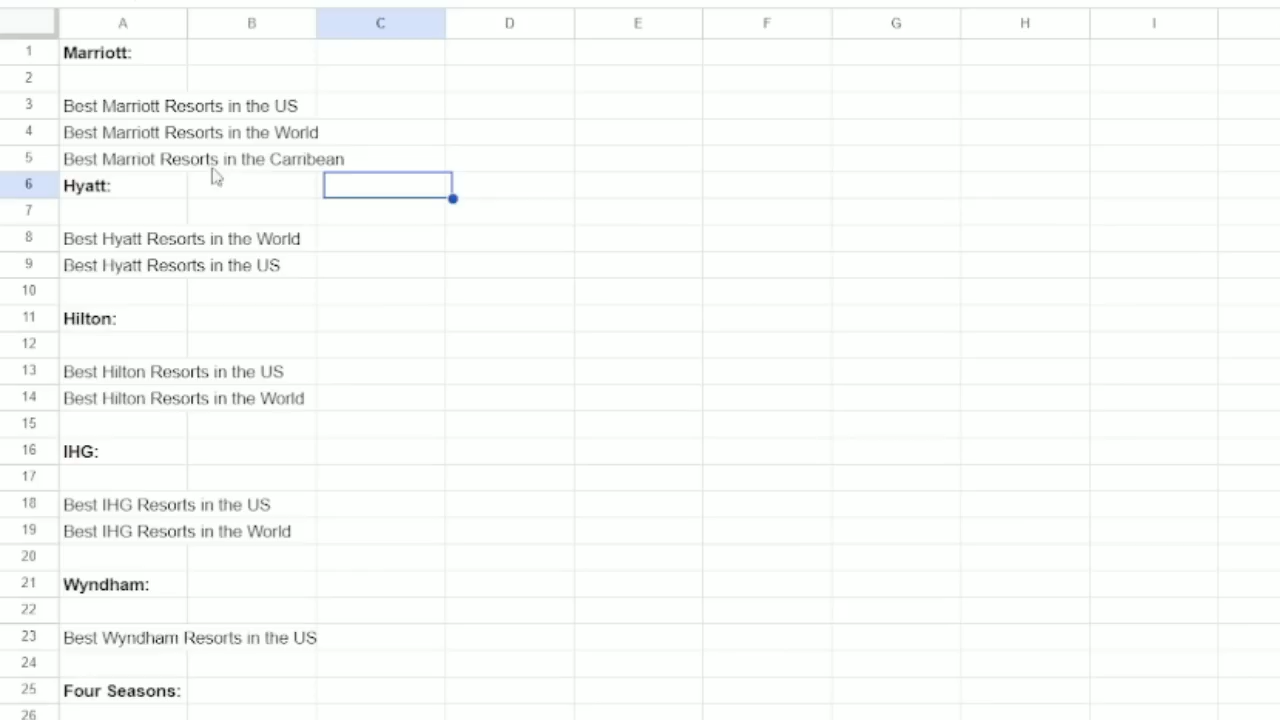 A B C D E F G H I
1 Marriott:
2
3 Best Marriott Resorts in the US
4 Best Marriott Resorts in the World
5 Best Marriot Resorts in the Carribean
6 Hyatt:
7
8 Best Hyatt Resorts in the World
9 Best Hyatt Resorts in the US
10
11 Hilton:
12
13 Best Hilton Resorts in the US
14 Best Hilton Resorts in the World
15
16 IHG:
17
18 Best IHG Resorts in the US
19 Best IHG Resorts in the World
20
21 Wyndham:
22
23 Best Wyndham Resorts in the US
24
25 Four Seasons:
26